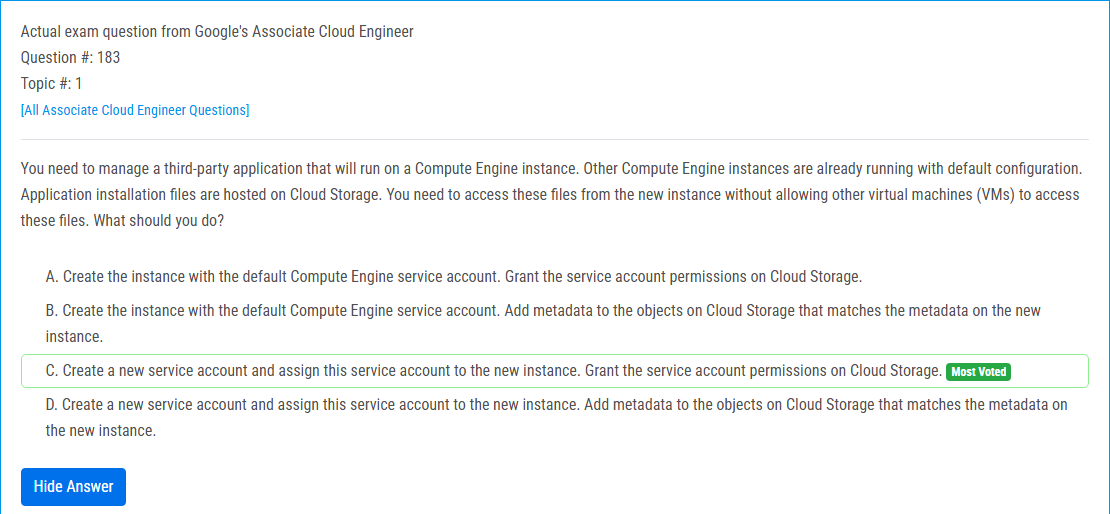 Actual exam question from Google's Associate Cloud Engineer
Question #: 183
Topic #: 1
[All Associate Cloud Engineer Questions]
You need to manage a third-party application that will run on a Compute Engine instance. Other Compute Engine instances are already running with default configuration.
Application installation files are hosted on Cloud Storage. You need to access these files from the new instance without allowing other virtual machines (VMs) to access
these files. What should you do?
A. Create the instance with the default Compute Engine service account. Grant the service account permissions on Cloud Storage.
B. Create the instance with the default Compute Engine service account. Add metadata to the objects on Cloud Storage that matches the metadata on the new
instance.
C. Create a new service account and assign this service account to the new instance. Grant the service account permissions on Cloud Storage. Most Voted
D. Create a new service account and assign this service account to the new instance. Add metadata to the objects on Cloud Storage that matches the metadata on
the new instance.
Hide Answer